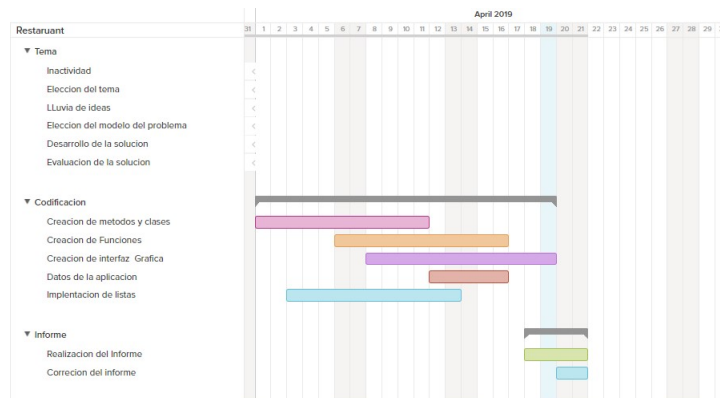 April 2019
Restaruant
31 1 2 3 4 5 6 7 8 9 10 11 12 13 14 15 16 17 18 19 20 21 22 23 24 25 26 27 28 29
Tema
Inactividad
Eleccion del tema
LLuvia de ideas
Eleccion del modelo del problema
Desarrollo de la solucion
Evaluacion de la solucion
Codificacion
Creacion de metodos y clases
Creacion de Funciones
Creacion de interfaz Grafica
Datos de la aplicacion
Implentacion de listas
Informe
Realizacion del Informe
Correcion del informe